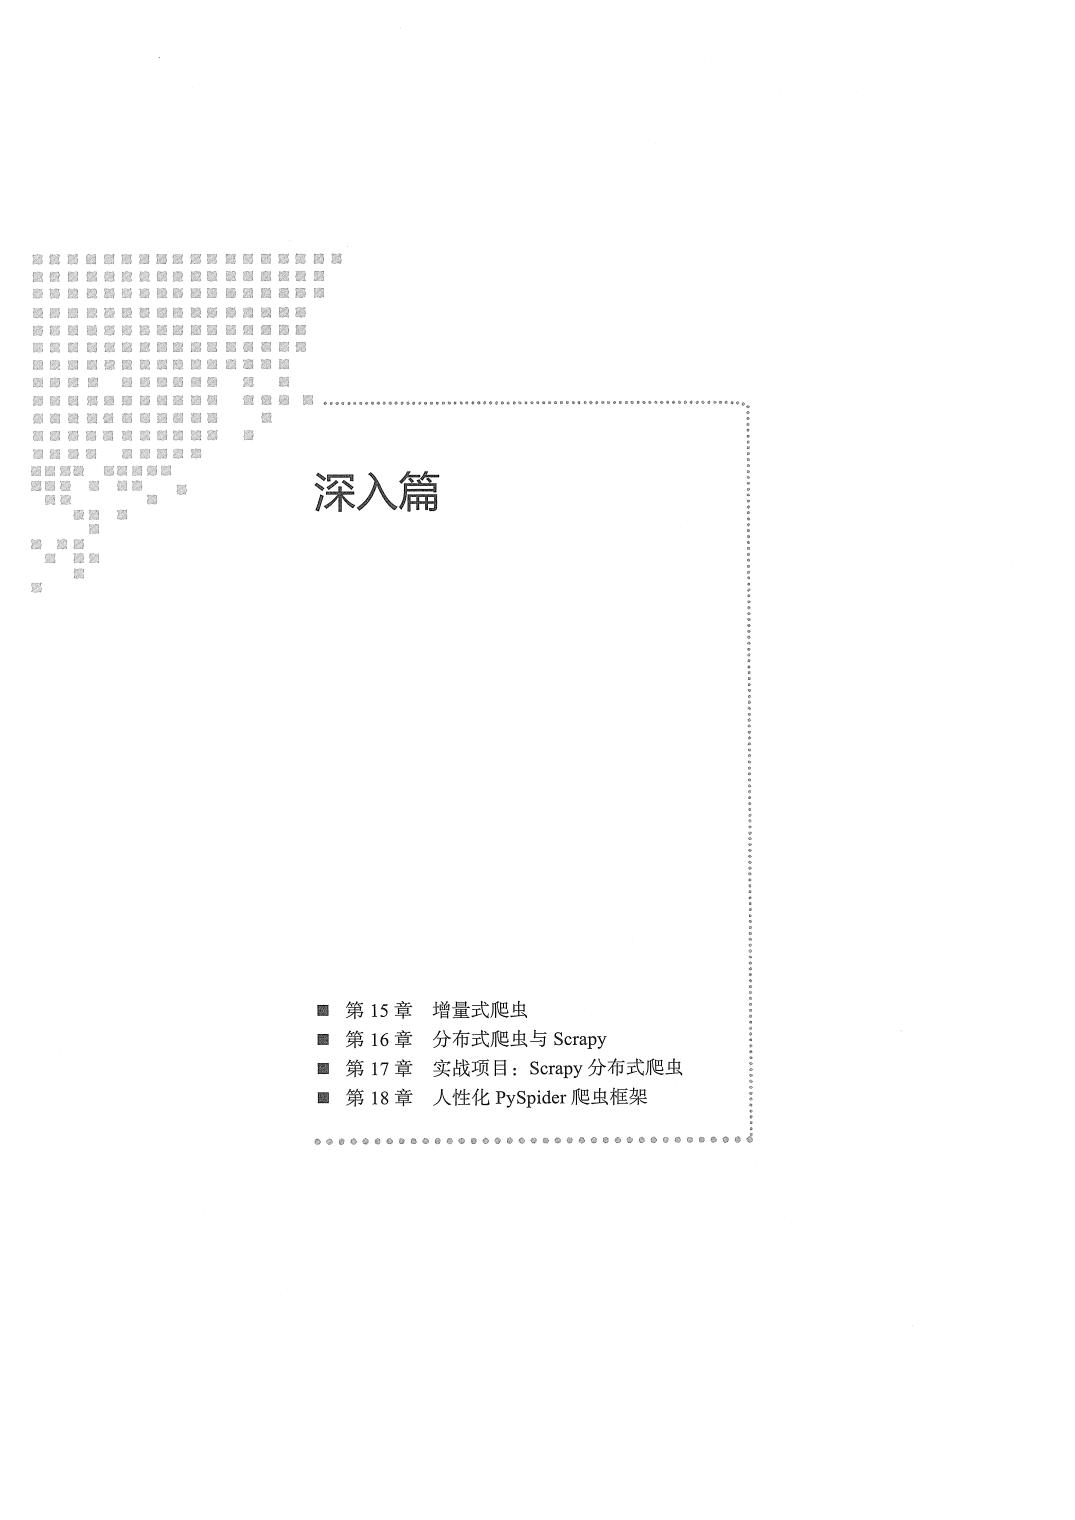 深入篇
■ 第 15 章 增量式爬虫
■ 第 16 章 分布式爬虫与 Scrapy
■ 第 17 章 实战项目：Scrapy 分布式爬虫
■ 第 18 章 人性化 PySpider 爬虫框架